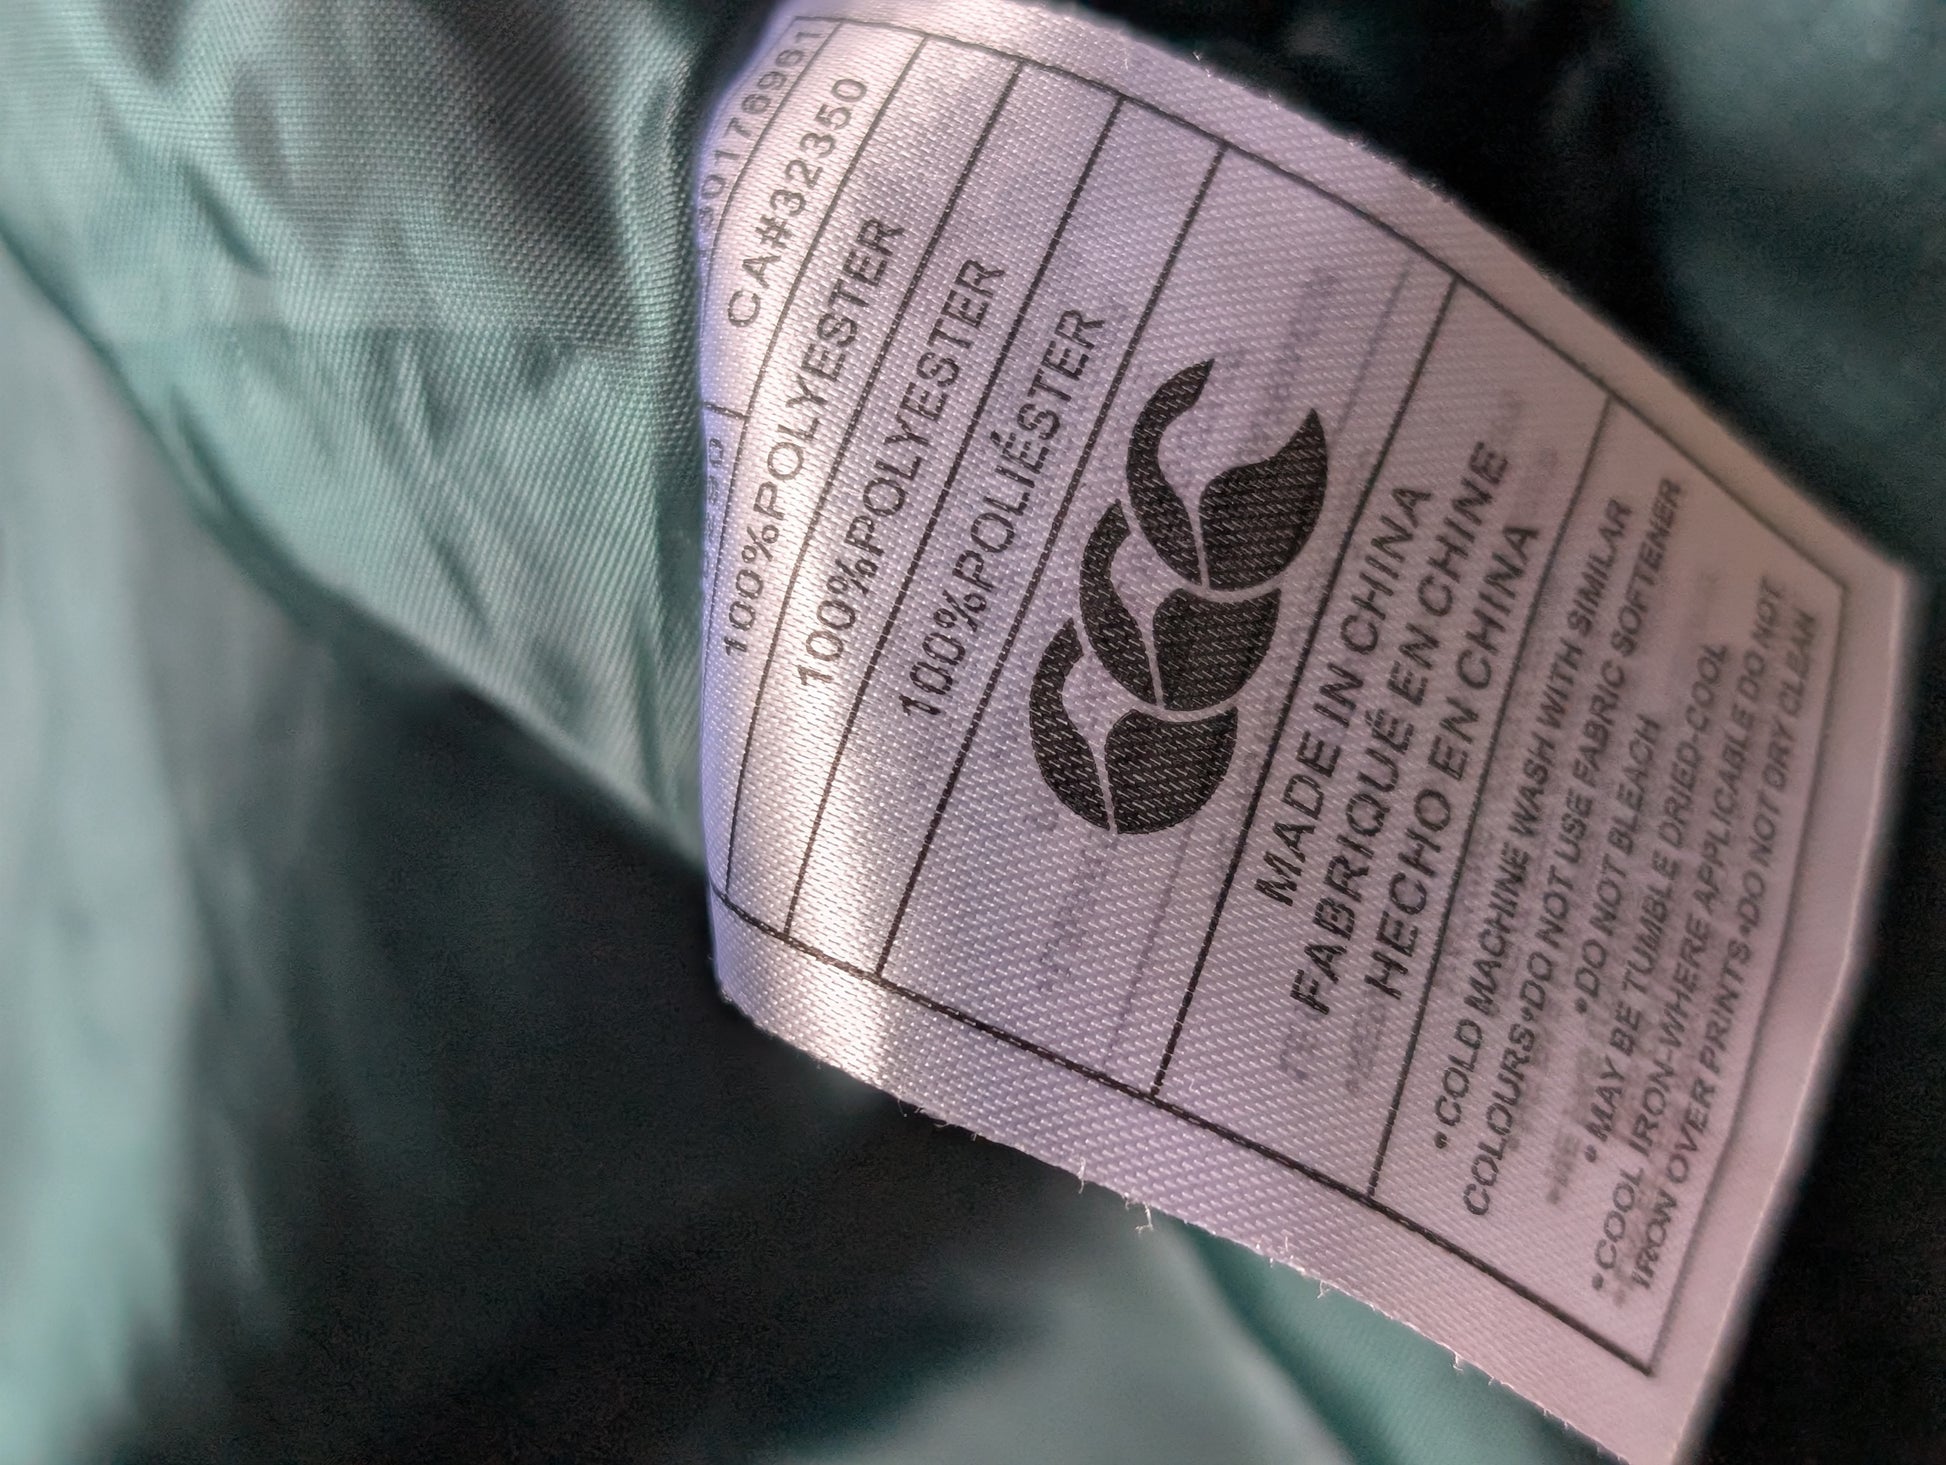 CA#322350
100%POLYESTER
100%POLYESTER
100%POLIÉSTER
MADE IN CHINA
FABRIQUÉ EN CHINE
HECHO EN CHINA
•COLD MACHINE WASH WITH SIMILAR
COLOURS•DO NOT USE FABRIC SOFTENER
•DO NOT BLEACH
•MAY BE TUMBLE DRIED-COOL
•COOL IRON-WHERE APPLICABLE DO NOT
IRON OVER PRINTS•DO NOT DRY CLEAN